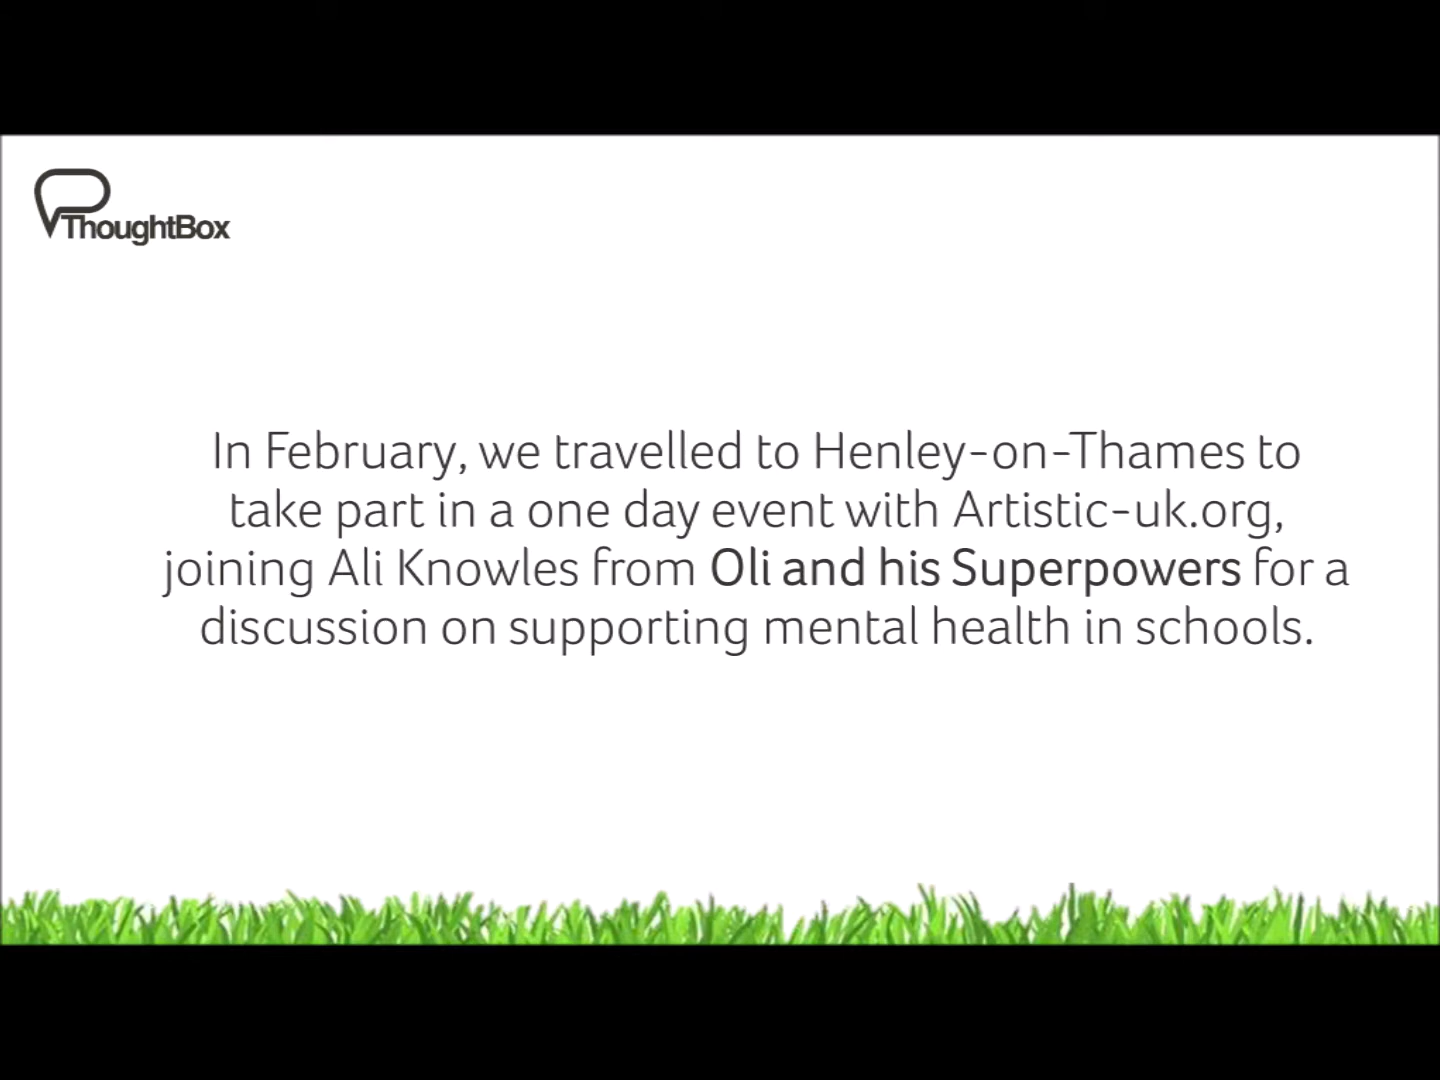 ThoughtBox
In February, we travelled to Henley-on-Thames to
take part in a one day event with Artistic-uk.org,
joining Ali Knowles from Oli and his Superpowers for a
discussion on supporting mental health in schools.